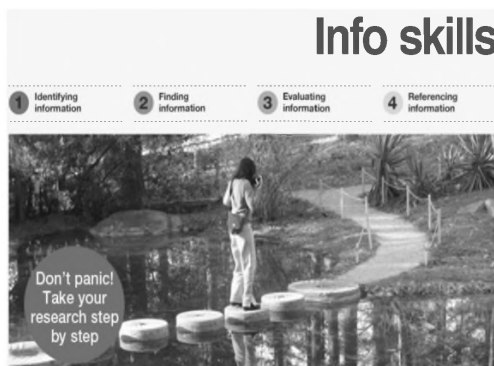 Info skills
1 Identifying
information
2 Finding
information
3 Evaluating
information
4 Referencing
information
Don't panic!
Take your
research step
by step